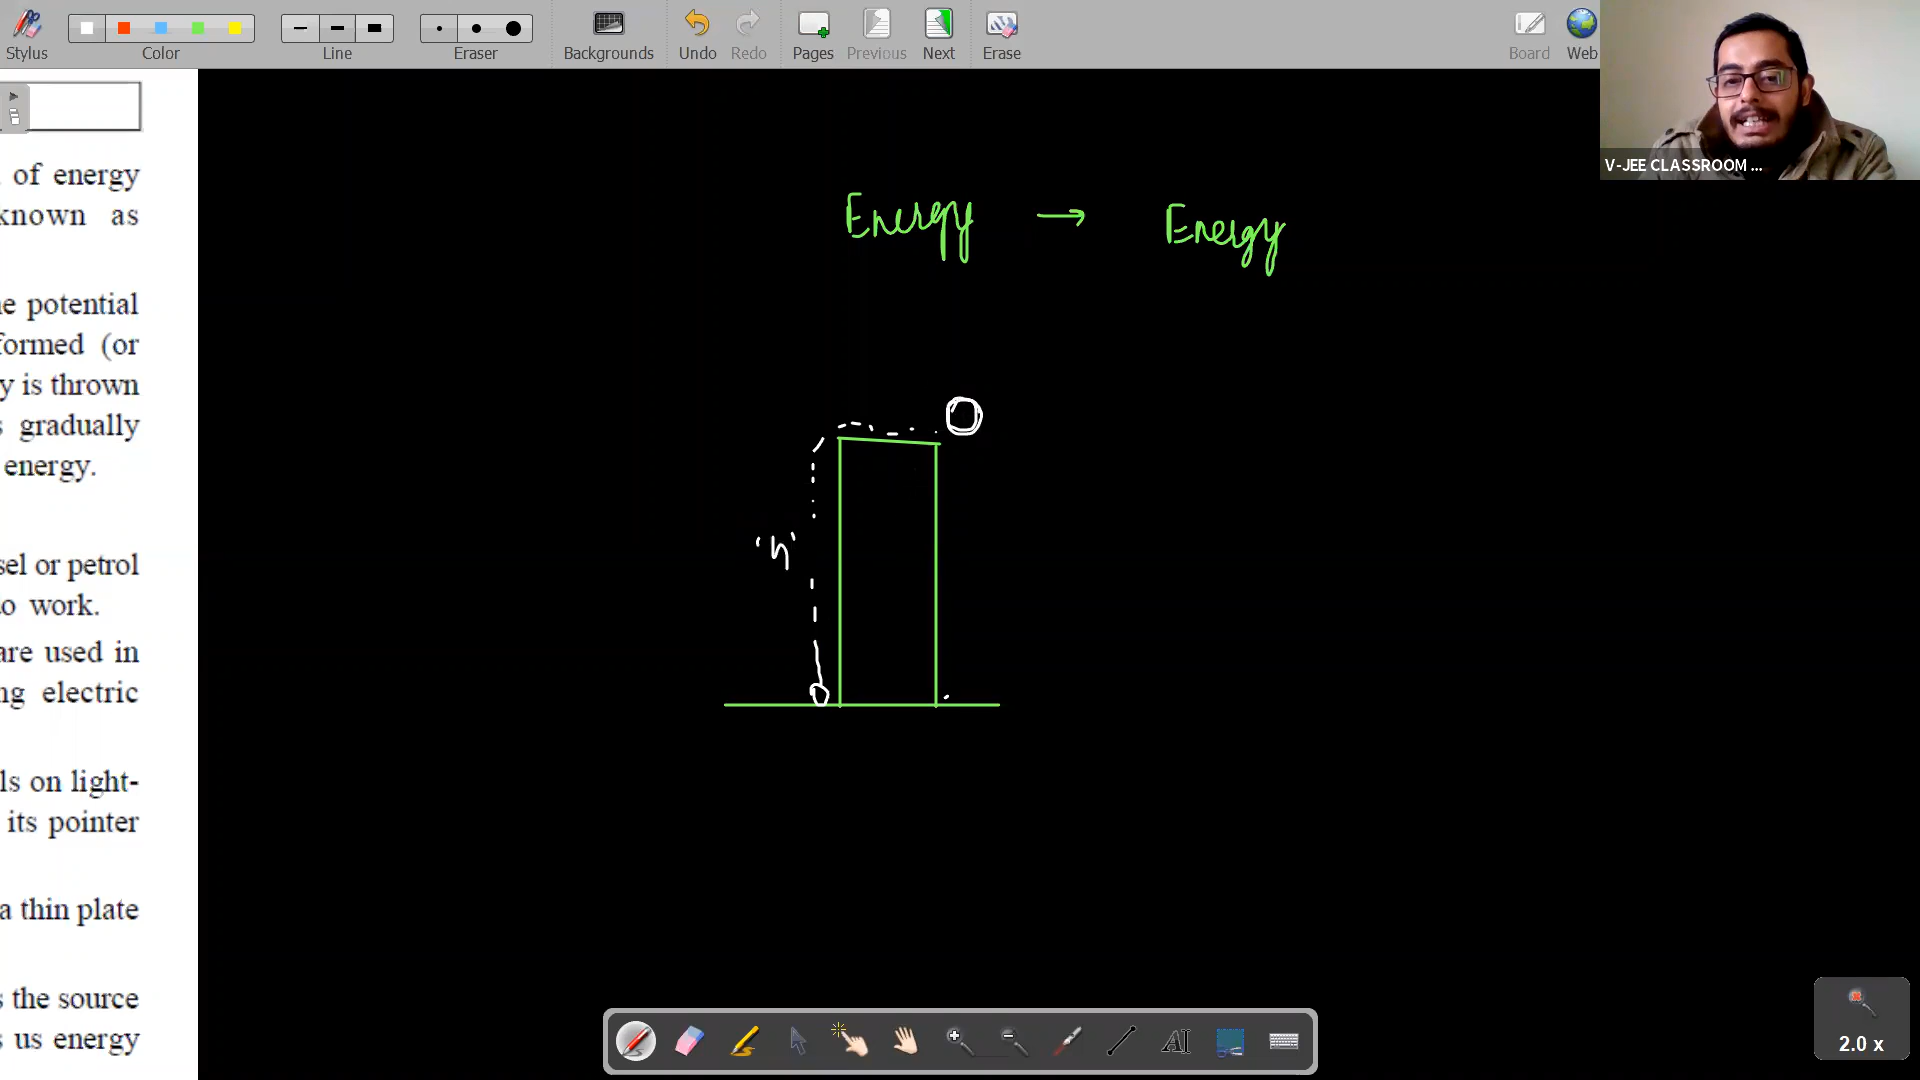 Stylus Color Line Eraser Backgrounds Undo Redo Pages Previous Next Erase Board Web
V-JEE CLASSROOM ...
of energy
known as
potential
formed (or
y is thrown
s gradually
energy.
sel or petrol
o work.
are used in
ng electric
ls on light-
its pointer
a thin plate
s the source
s us energy
Energy → Energy
'h'
AI
2.0 x